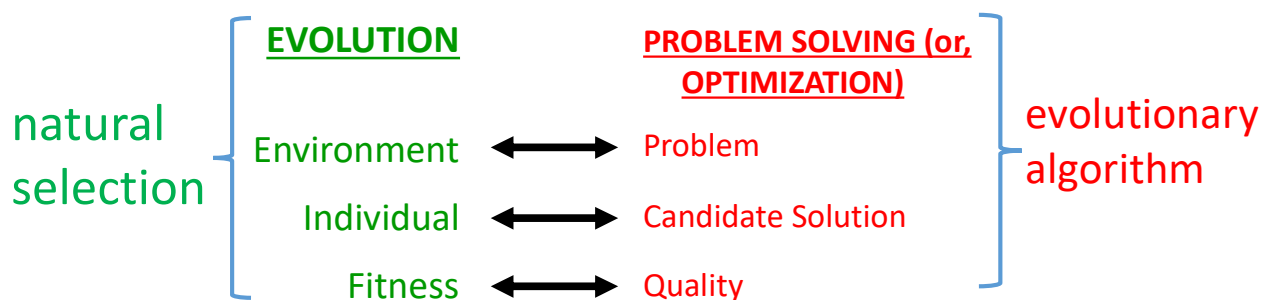 EVOLUTION
PROBLEM SOLVING (or,
OPTIMIZATION)
natural
selection
Environment
Problem
Individual
Candidate Solution
Fitness
Quality
evolutionary
algorithm